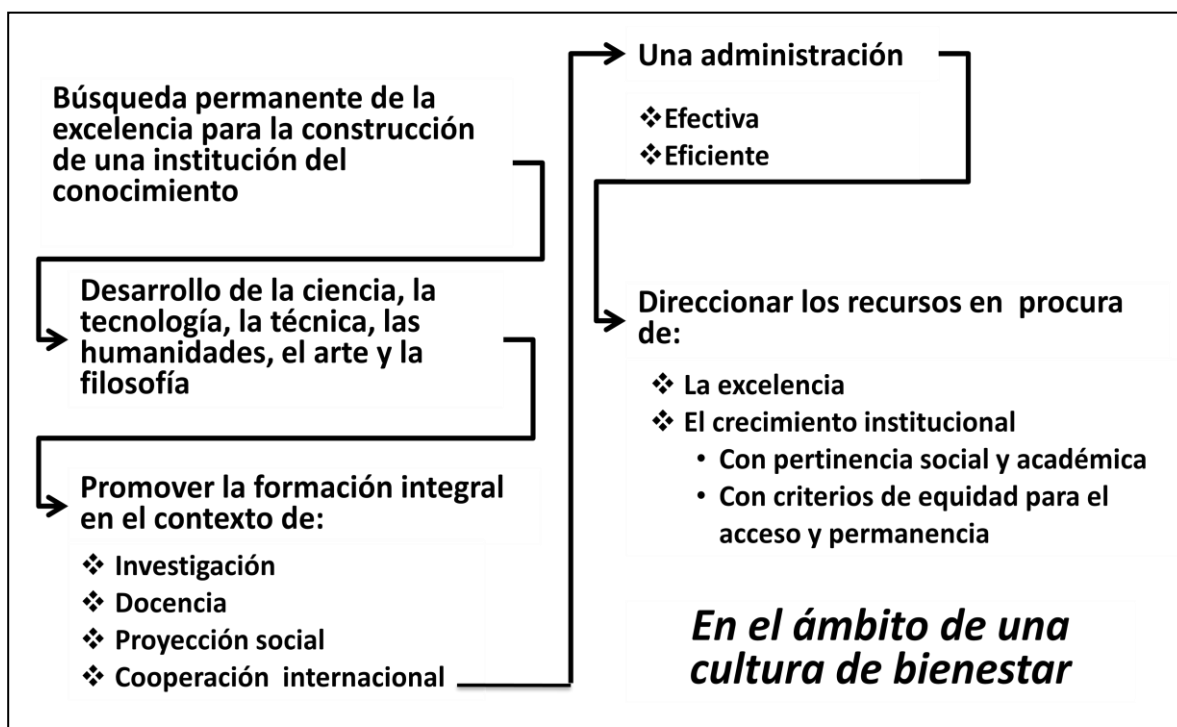 Búsqueda permanente de la
excelencia para la construcción
de una institución del
conocimiento
Desarrollo de la ciencia, la
tecnología, la técnica, las
humanidades, el arte y la
filosofía
Promover la formación integral
en el contexto de:
❖ Investigación
❖ Docencia
❖ Proyección social
❖ Cooperación internacional
Una administración
❖Efectiva
❖Eficiente
Direccionar los recursos en procura
de:
❖ La excelencia
❖ El crecimiento institucional
• Con pertinencia social y académica
• Con criterios de equidad para el
acceso y permanencia
En el ámbito de una
cultura de bienestar